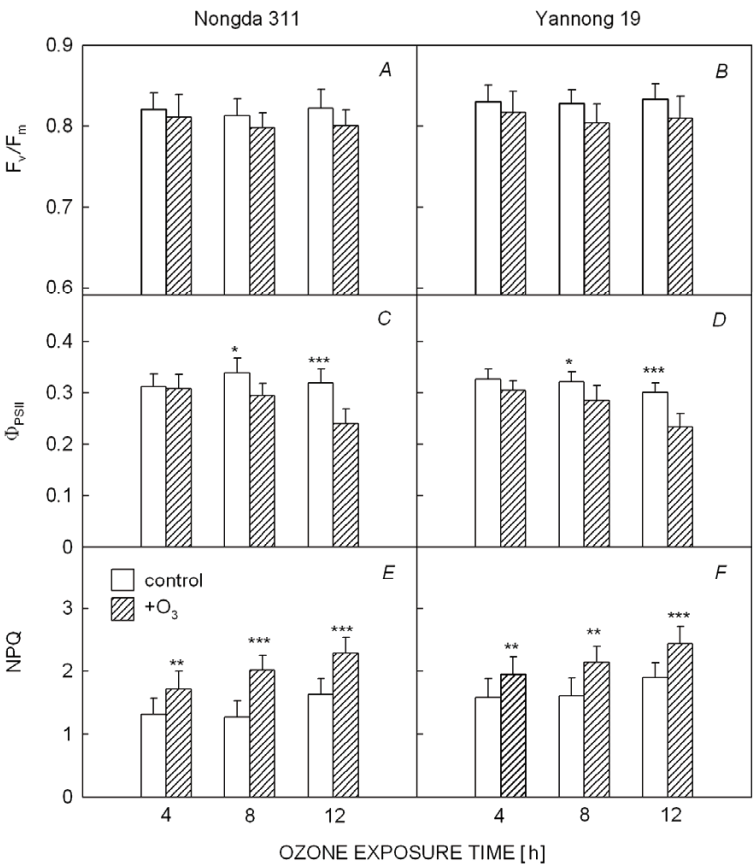 Nongda 311 Yannong 19
0.9
A B
0.8
Fv/Fm
0.7
0.6
C D
0.4
* *** * ***
0.3
ΦPSII
0.2
0.1
0
control
+O3
E F
3
** *** *** ** ** ***
2
NPQ
1
0
4 8 12 4 8 12
OZONE EXPOSURE TIME [h]